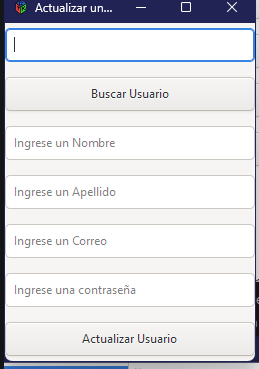 Actualizar un...
Buscar Usuario
Ingrese un Nombre
Ingrese un Apellido
Ingrese un Correo
Ingrese una contraseña
Actualizar Usuario